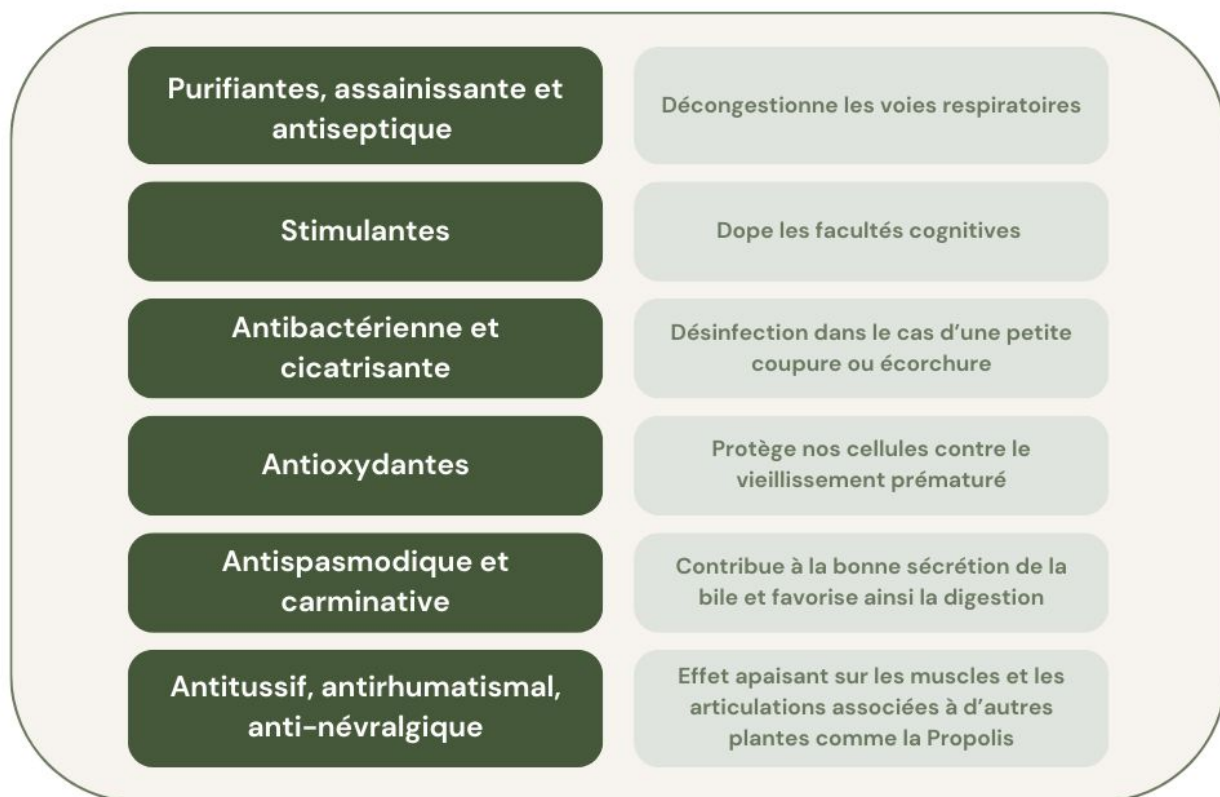 Purifiantes, assainissante et
antiseptique
Décongestionne les voies respiratoires
Stimulantes
Dope les facultés cognitives
Antibactérienne et
cicatrisante
Désinfection dans le cas d’une petite
coupure ou écorchure
Antioxydantes
Protège nos cellules contre le
vieillissement prématuré
Antispasmodique et
carminative
Contribue à la bonne sécrétion de la
bile et favorise ainsi la digestion
Antitussif, antirhumatismal,
anti-névralgique
Effet apaisant sur les muscles et les
articulations associées à d’autres
plantes comme la Propolis